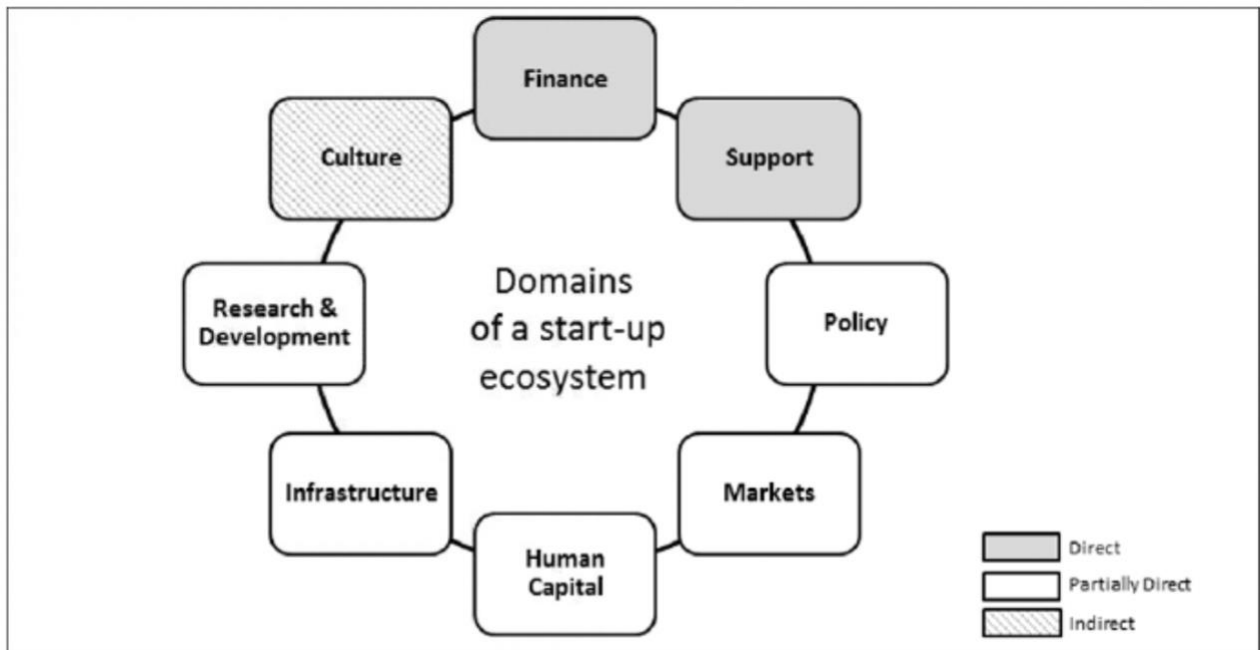 Finance
Support
Culture
Domains
of a start-up
ecosystem
Research &
Development
Policy
Infrastructure
Markets
Human
Capital
Direct
Partially Direct
Indirect